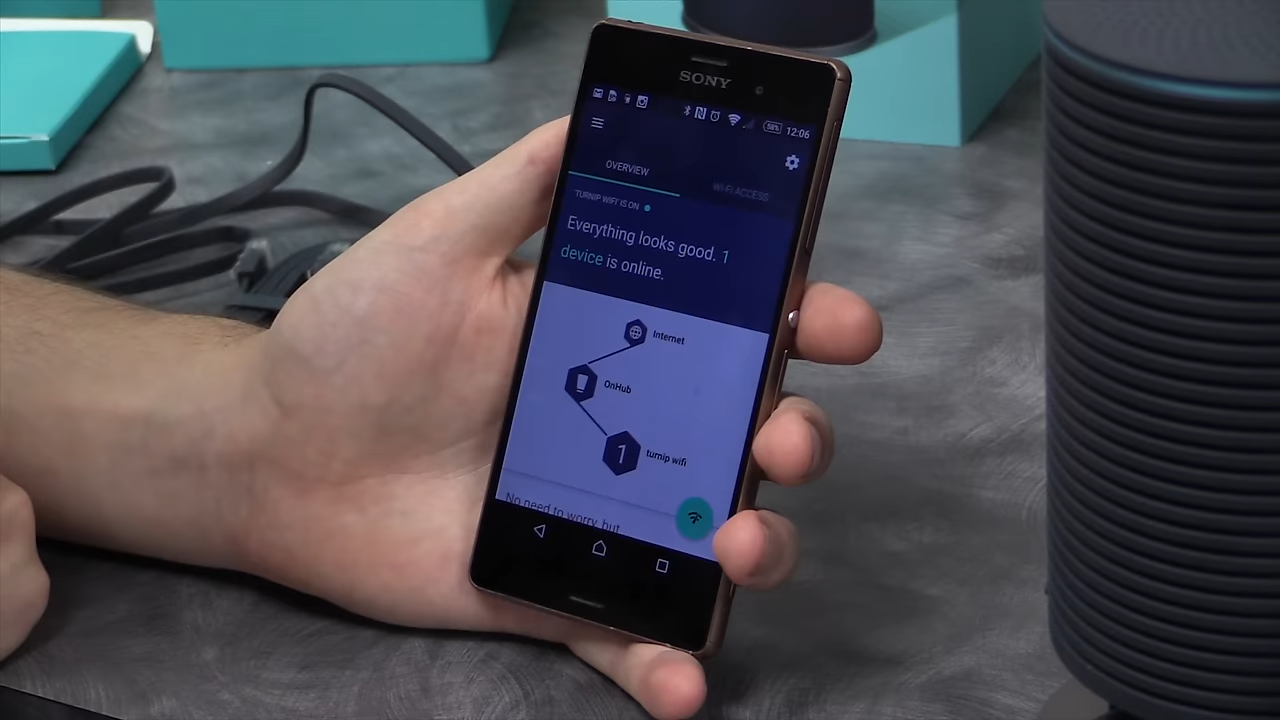 SONY
58% 12:06
OVERVIEW WI-FI ACCESS
TURNIP WIFI IS ON
Everything looks good. 1
device is online.
Internet
OnHub
1 turnip wifi
No need to worry, but